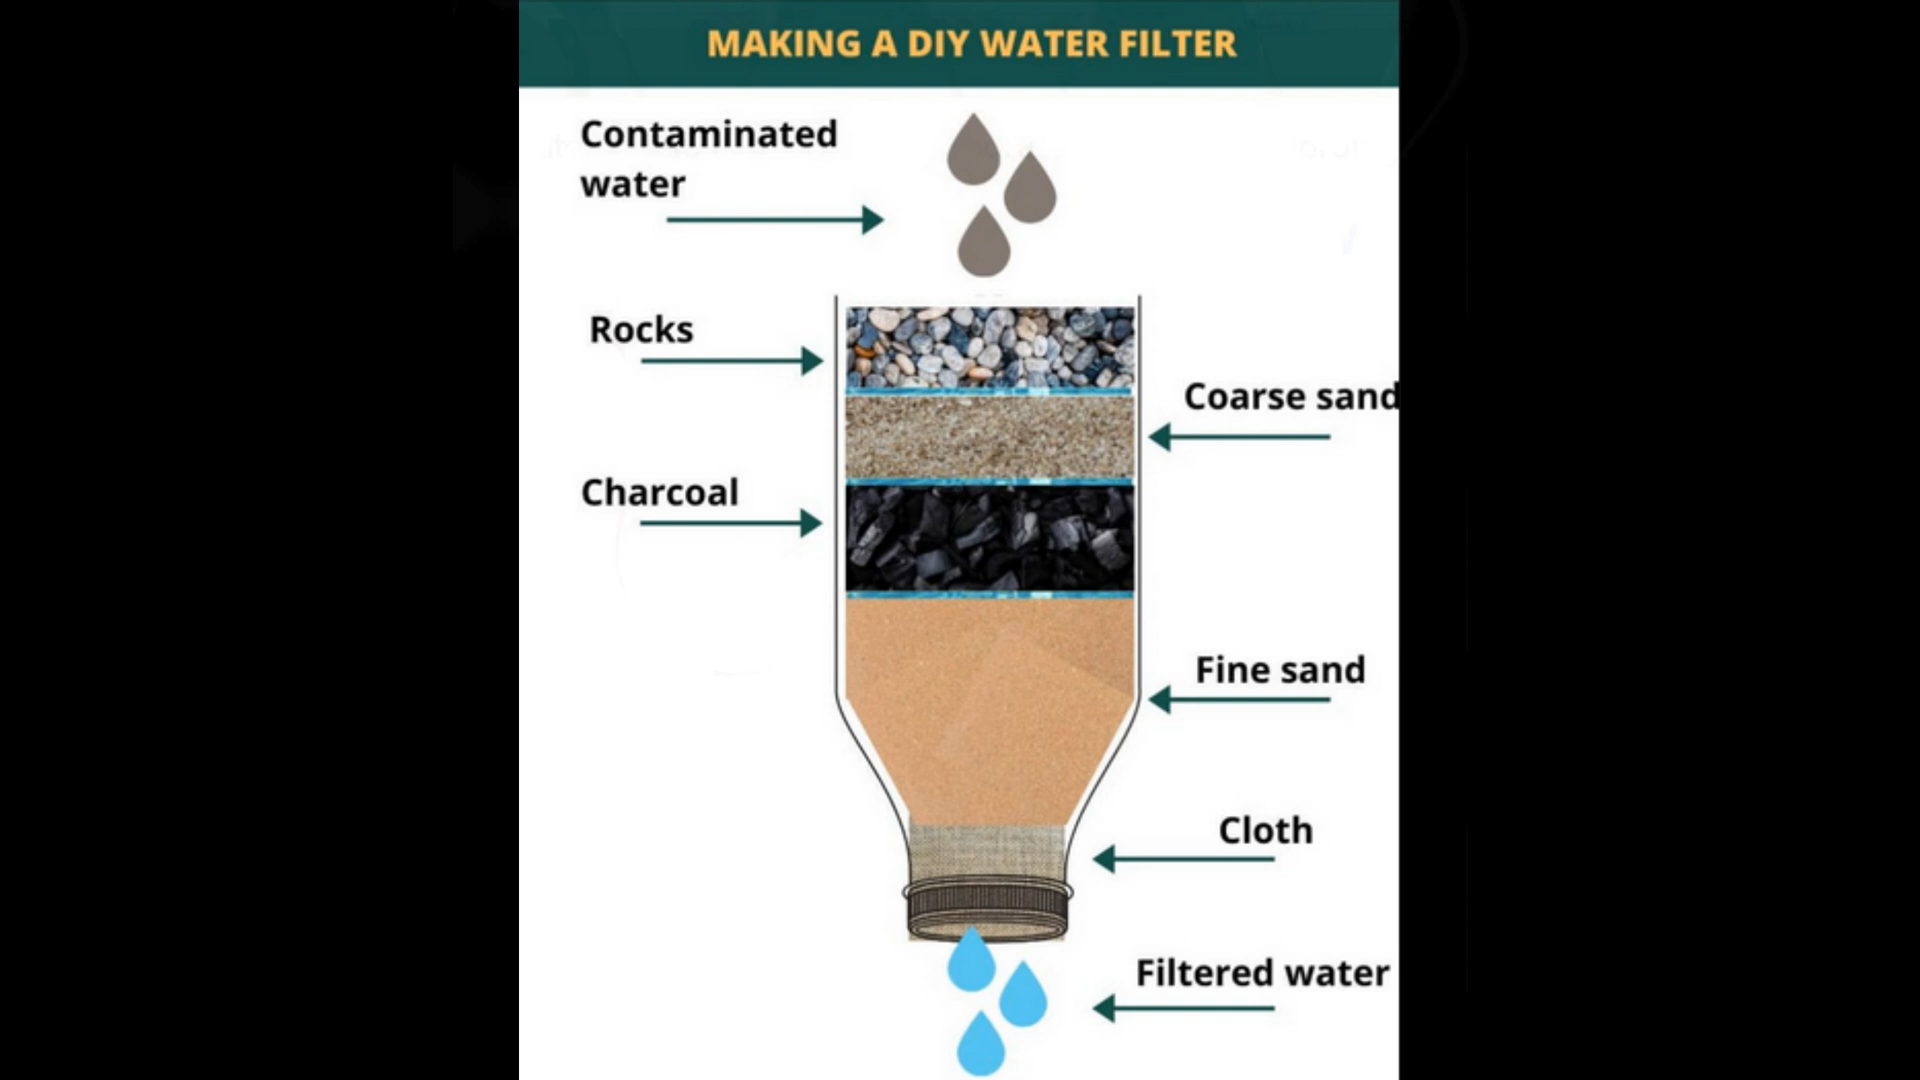 MAKING A DIY WATER FILTER
Contaminated
water
Rocks
Coarse sand
Charcoal
Fine sand
Cloth
Filtered water